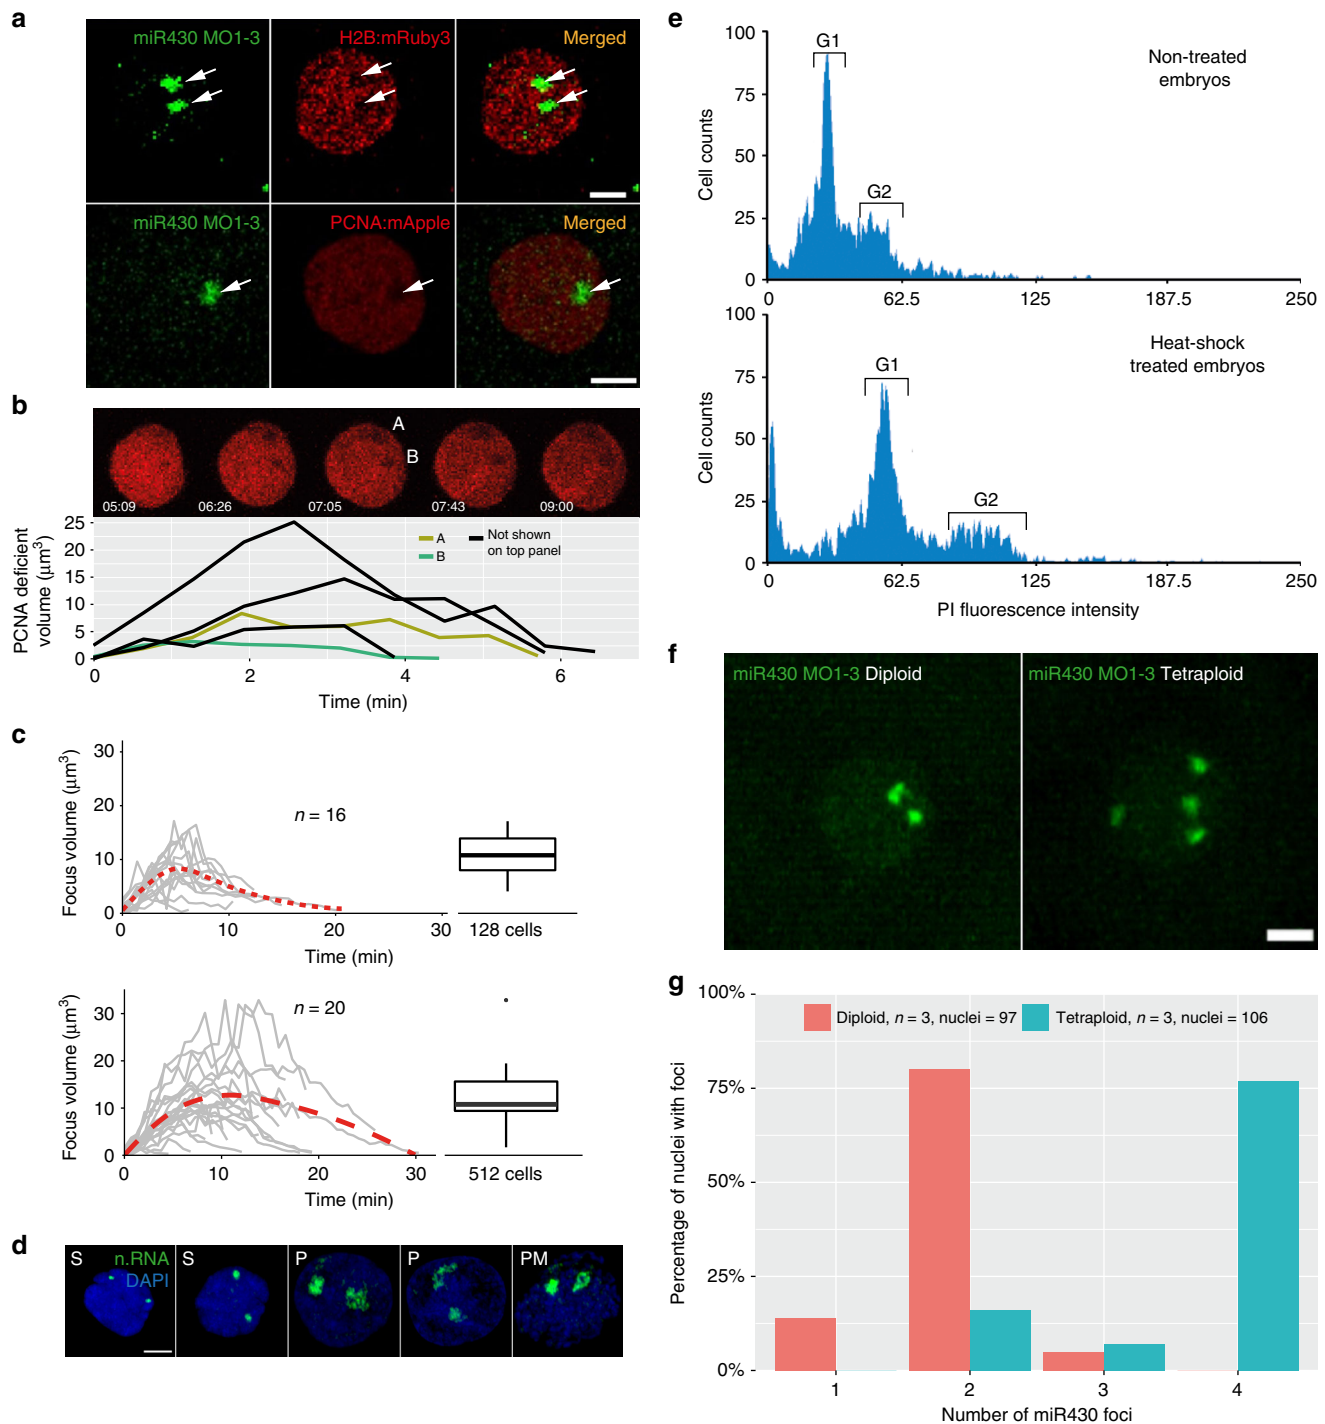 a
miR430 MO1-3
H2B:mRuby3
Merged
miR430 MO1-3
PCNA:mApple
Merged
b
A
B
05:09
06:26
07:05
07:43
09:00
PCNA deficient
volume (μm³)
25
20
15
10
5
0
A
B
Not shown
on top panel
0
2
4
6
Time (min)
c
Focus volume (μm³)
30
20
10
0
n = 16
0
10
20
30
128 cells
Time (min)
Focus volume (μm³)
30
20
10
0
n = 20
0
10
20
30
512 cells
Time (min)
d
S
n.RNA
DAPI
S
P
P
PM
e
Cell counts
100
75
50
25
0
G1
G2
Non-treated
embryos
0
62.5
125
187.5
250
Cell counts
100
75
50
25
0
G1
G2
Heat-shock
treated embryos
0
62.5
125
187.5
250
PI fluorescence intensity
f
miR430 MO1-3 Diploid
miR430 MO1-3 Tetraploid
g
Percentage of nuclei with foci
100%
75%
50%
25%
0%
Diploid, n = 3, nuclei = 97
Tetraploid, n = 3, nuclei = 106
1
2
3
4
Number of miR430 foci